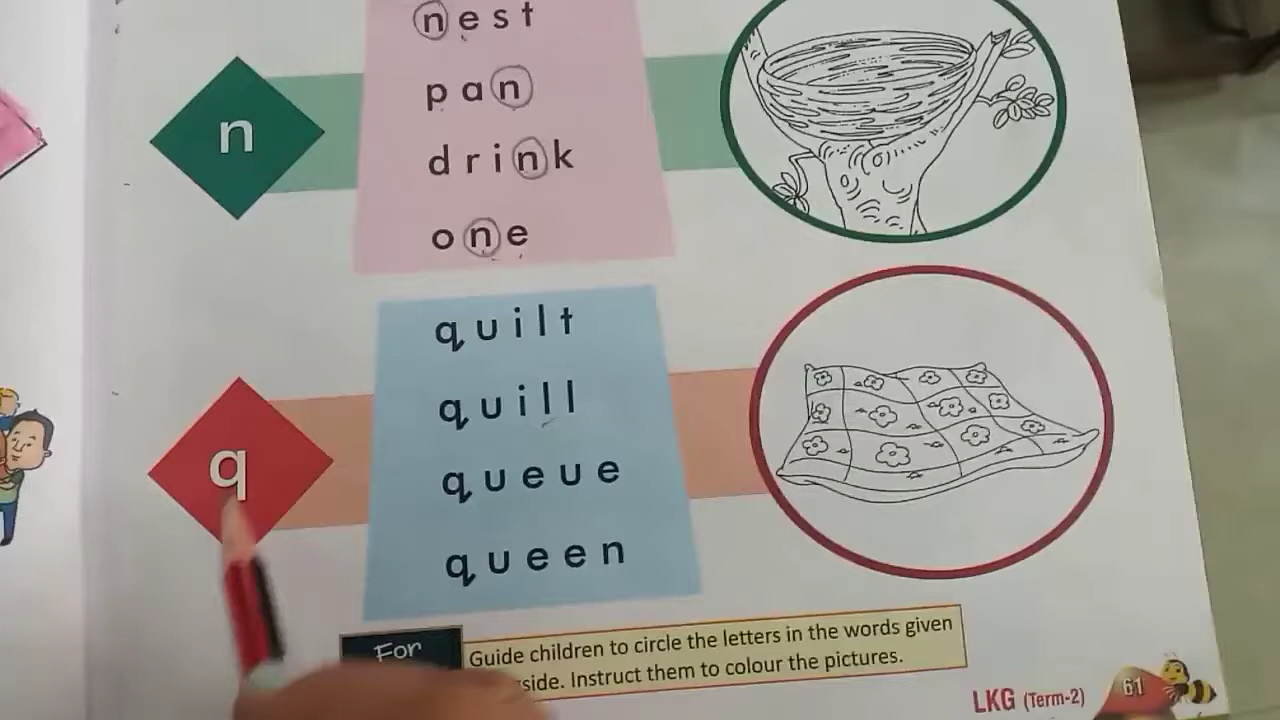 n
nest
pan
drink
one
q
quilt
quill
queue
queen
For
Guide children to circle the letters in the words given
Instruct them to colour the pictures.
LKG (Term-2)
61